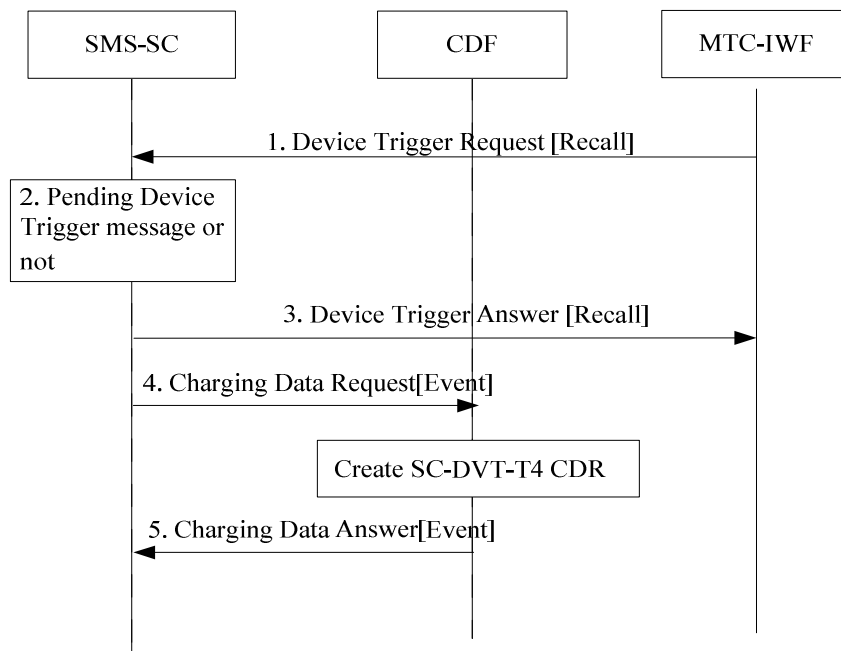 SMS-SC
CDF
MTC-IWF
1. Device Trigger Request [Recall]
2. Pending Device
Trigger message or
not
3. Device Trigger Answer [Recall]
4. Charging Data Request[Event]
Create SC-DVT-T4 CDR
5. Charging Data Answer[Event]